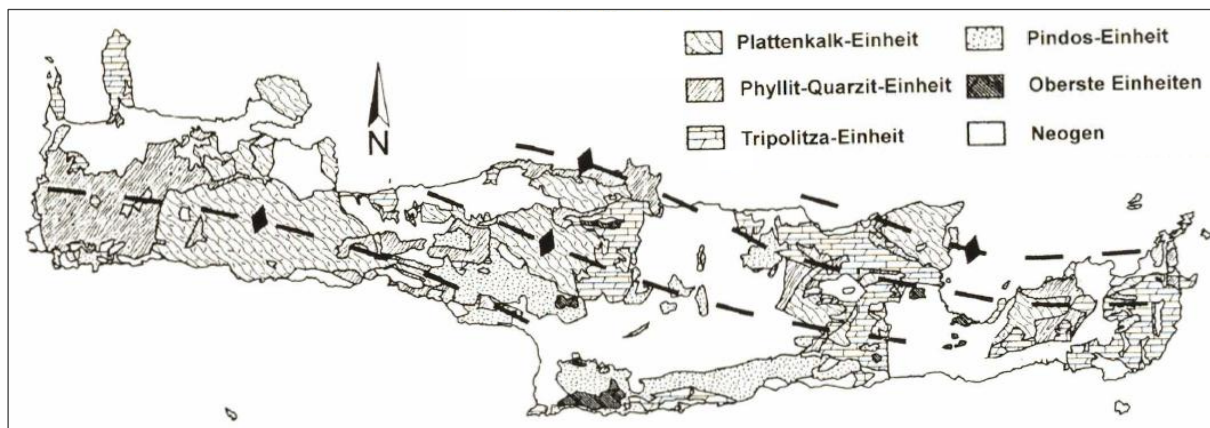 Plattenkalk-Einheit
Pindos-Einheit
Phyllit-Quarzit-Einheit
Oberste Einheiten
Tripolitza-Einheit
Neogen
N